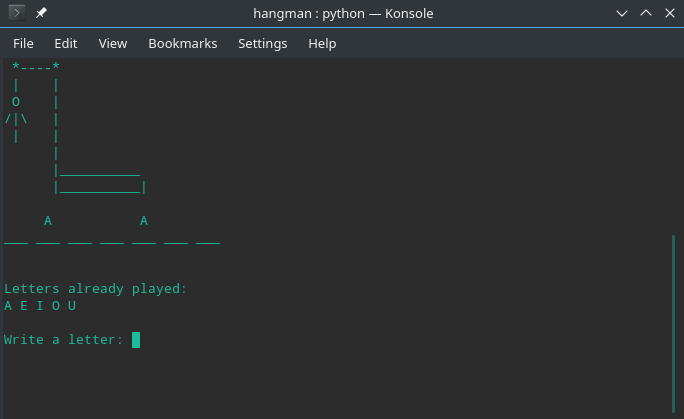 hangman : python — Konsole
File Edit View Bookmarks Settings Help
 *----*
 |    |
 O    |
/|\   |
 |    |
      |
      |__________
      |__________|
     A           A
___ ___ ___ ___ ___ ___ ___
Letters already played:
A E I O U
Write a letter: